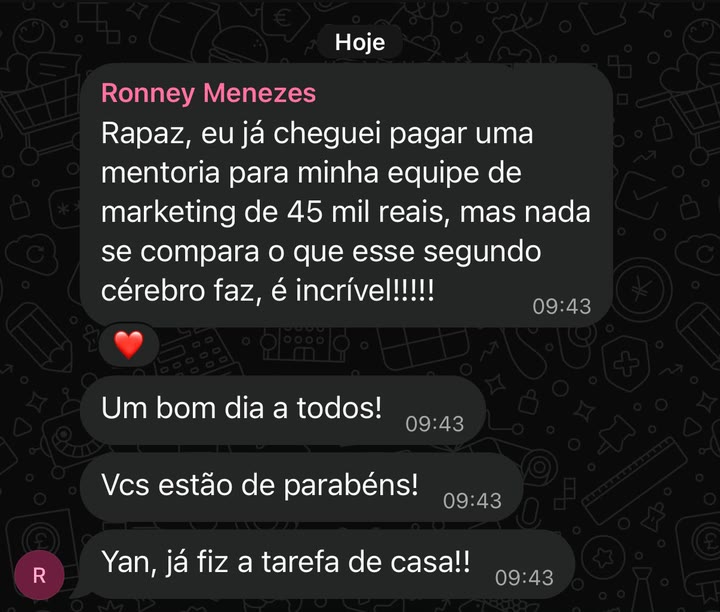 Hoje
Ronney Menezes
Rapaz, eu já cheguei pagar uma
mentoria para minha equipe de
marketing de 45 mil reais, mas nada
se compara o que esse segundo
cérebro faz, é incrível!!!!!
09:43
Um bom dia a todos!
09:43
Vcs estão de parabéns!
09:43
R
Yan, já fiz a tarefa de casa!!
09:43